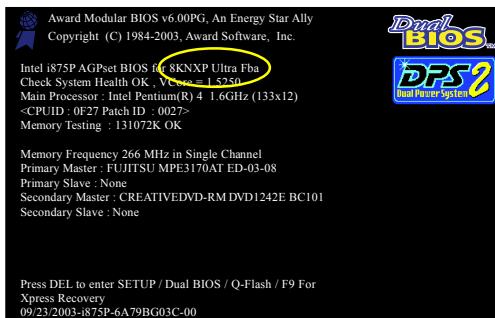 Award Modular BIOS v6.00PG, An Energy Star Ally
Copyright (C) 1984-2003, Award Software, Inc.
Dual
BIOS
Intel i875P AGPset BIOS for 8KNXP Ultra Fba
Check System Health OK , VCore = 1.5250
Main Processor : Intel Pentium(R) 4 1.6GHz (133x12)
<CPUID : 0F27 Patch ID : 0027>
Memory Testing : 131072K OK
DPS2
Dual Power System
Memory Frequency 266 MHz in Single Channel
Primary Master : FUJITSU MPE3170AT ED-03-08
Primary Slave : None
Secondary Master : CREATIVEDVD-RM DVD1242E BC101
Secondary Slave : None
Press DEL to enter SETUP / Dual BIOS / Q-Flash / F9 For
Xpress Recovery
09/23/2003-i875P-6A79BG03C-00